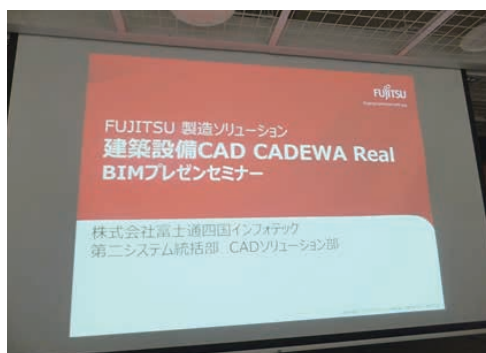 FUJITSU
FUJITSU 製造ソリューション
建築設備CAD CADEWA Real
BIMプレゼンセミナー
株式会社富士通四国インフォテック
第二システム統括部 CADソリューション部